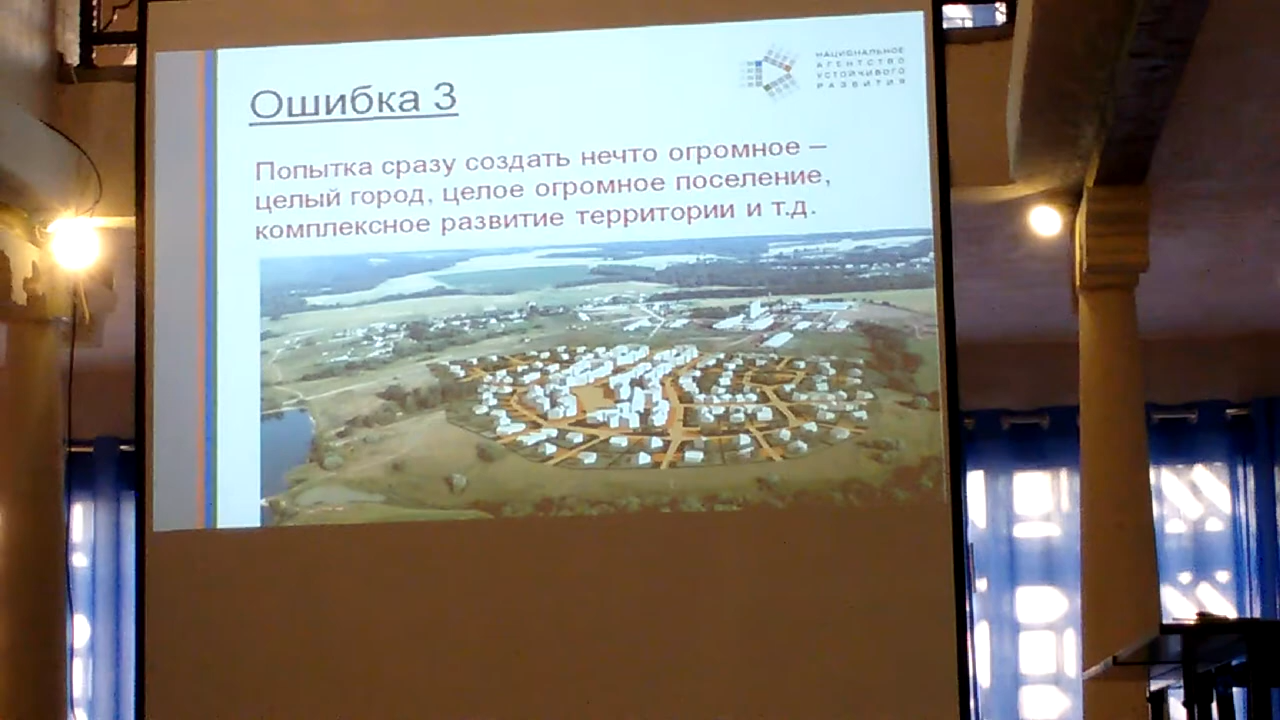 Ошибка 3
НАЦИОНАЛЬНОЕ
АГЕНТСТВО
УСТОЙЧИВОГО
РАЗВИТИЯ
Попытка сразу создать нечто огромное –
целый город, целое огромное поселение,
комплексное развитие территории и т.д.